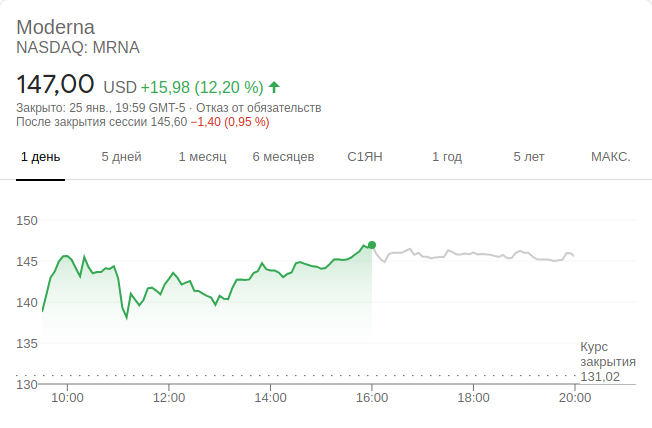 Moderna
NASDAQ: MRNA
147,00 USD +15,98 (12,20 %)
Закрыто: 25 янв., 19:59 GMT-5 · Отказ от обязательств
После закрытия сессии 145,60 −1,40 (0,95 %)
1 день 5 дней 1 месяц 6 месяцев С1ЯН 1 год 5 лет МАКС.
150
145
140
135
Курс
закрытия
131,02
130
10:00 12:00 14:00 16:00 18:00 20:00